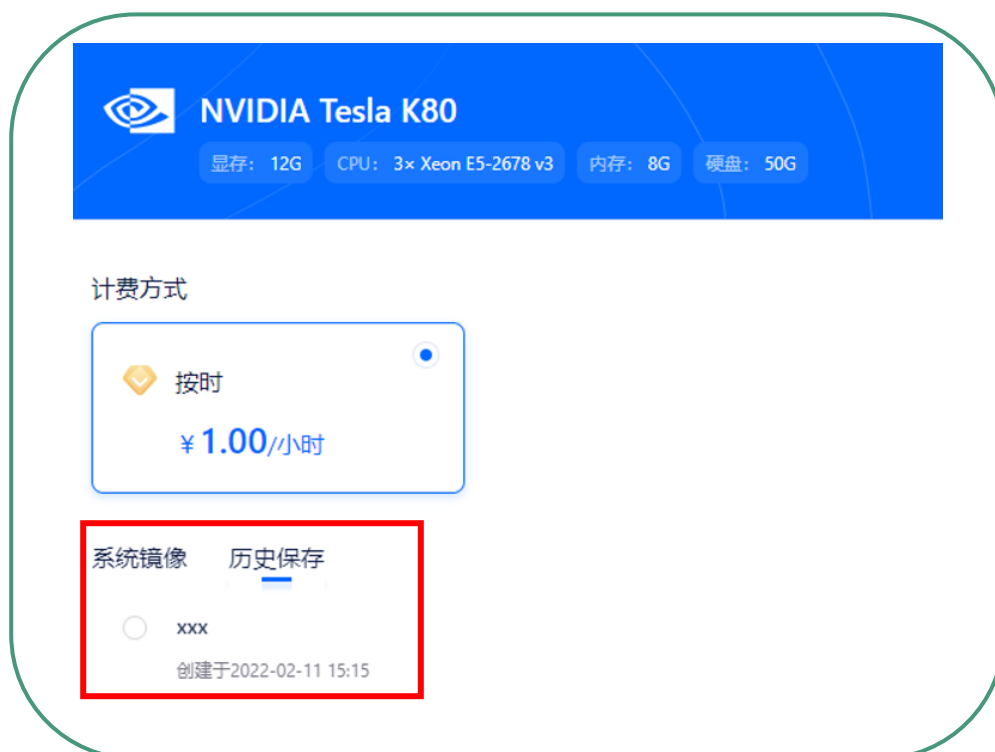 NVIDIA Tesla K80
显存： 12G CPU： 3× Xeon E5-2678 v3 内存： 8G 硬盘： 50G
计费方式
按时
¥ 1.00/小时
系统镜像 历史保存
xxx
创建于2022-02-11 15:15